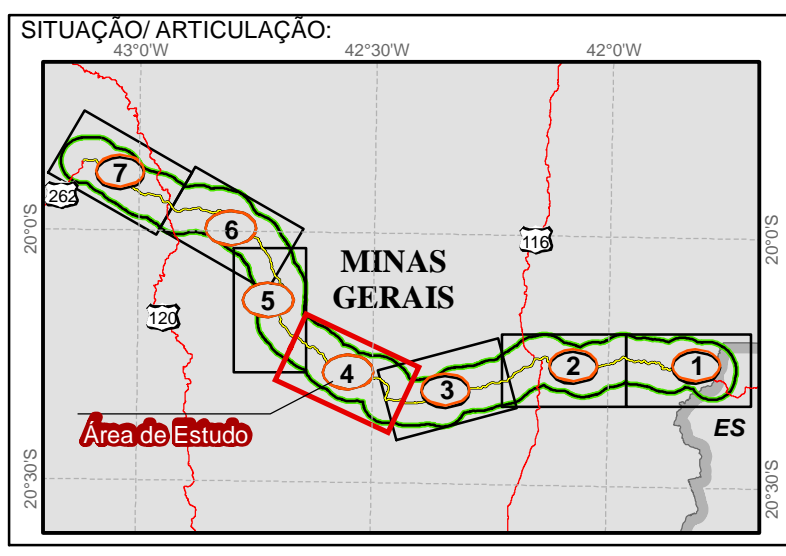 SITUAÇÃO/ ARTICULAÇÃO:
43°0'W 42°30'W 42°0'W
7
262
6
20°0'S 20°0'S
116
MINAS
GERAIS
5
120
4
3
2
1
Área de Estudo
ES
20°30'S 20°30'S